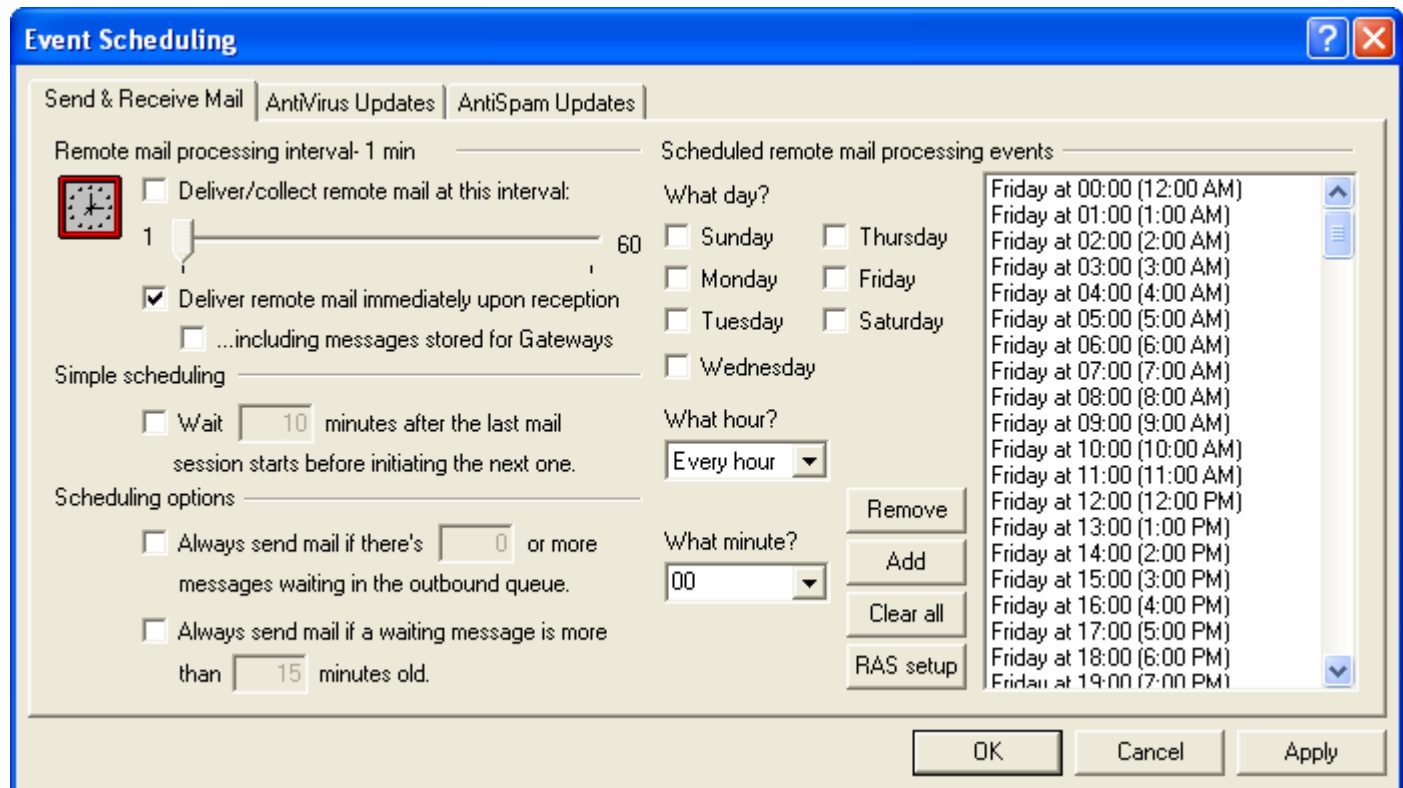 Event Scheduling
Send & Receive Mail
AntiVirus Updates
AntiSpam Updates
Remote mail processing interval- 1 min
Deliver/collect remote mail at this interval:
1
60
Deliver remote mail immediately upon reception
...including messages stored for Gateways
Simple scheduling
Wait 10 minutes after the last mail
session starts before initiating the next one.
Scheduling options
Always send mail if there's 0 or more
messages waiting in the outbound queue.
Always send mail if a waiting message is more
than 15 minutes old.
Scheduled remote mail processing events
What day?
Sunday
Thursday
Monday
Friday
Tuesday
Saturday
Wednesday
What hour?
Every hour
What minute?
00
Remove
Add
Clear all
RAS setup
Friday at 00:00 (12:00 AM)
Friday at 01:00 (1:00 AM)
Friday at 02:00 (2:00 AM)
Friday at 03:00 (3:00 AM)
Friday at 04:00 (4:00 AM)
Friday at 05:00 (5:00 AM)
Friday at 06:00 (6:00 AM)
Friday at 07:00 (7:00 AM)
Friday at 08:00 (8:00 AM)
Friday at 09:00 (9:00 AM)
Friday at 10:00 (10:00 AM)
Friday at 11:00 (11:00 AM)
Friday at 12:00 (12:00 PM)
Friday at 13:00 (1:00 PM)
Friday at 14:00 (2:00 PM)
Friday at 15:00 (3:00 PM)
Friday at 16:00 (4:00 PM)
Friday at 17:00 (5:00 PM)
Friday at 18:00 (6:00 PM)
Friday at 19:00 (7:00 PM)
OK
Cancel
Apply